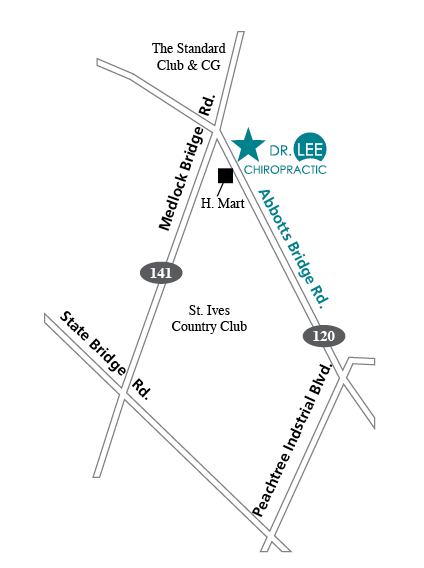 The Standard
Club & CG
Medlock Bridge Rd.
DR. LEE
CHIROPRACTIC
H. Mart
Abbotts Bridge Rd.
141
St. Ives
Country Club
State Bridge Rd.
120
Peachtree Indstrial Blvd.